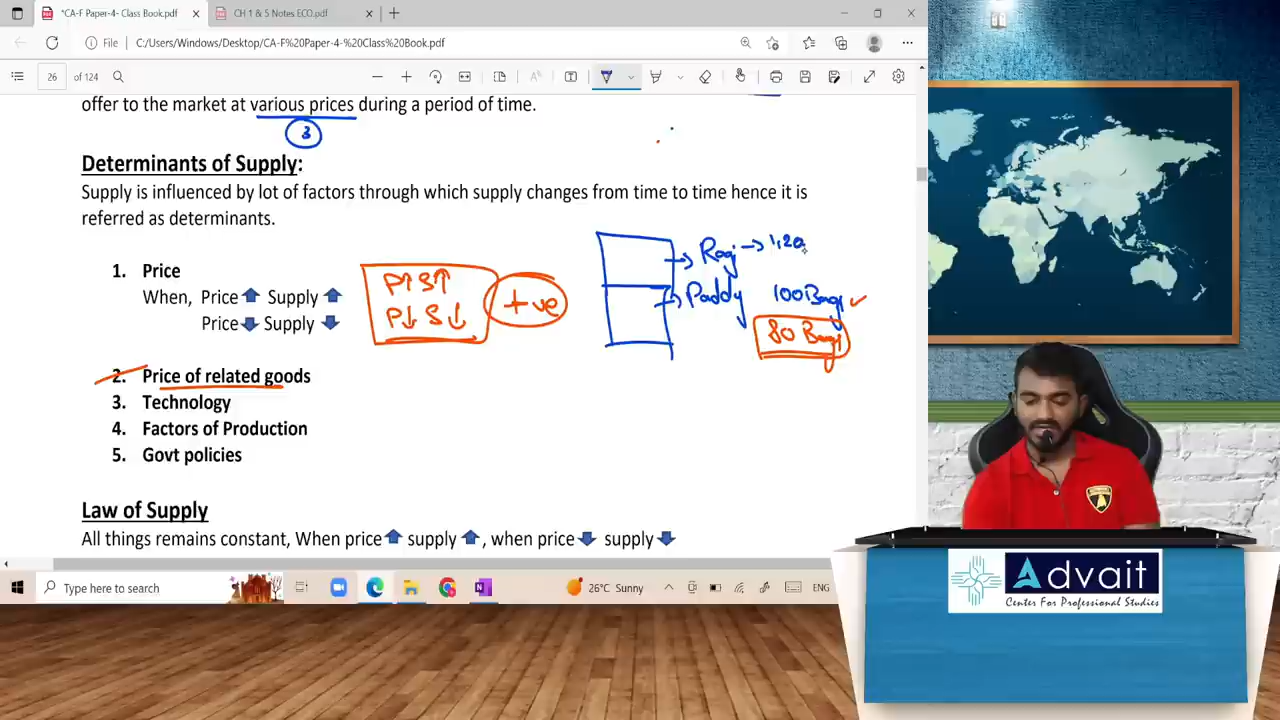 *CA-F Paper-4- Class Book.pdf
CH 1 & 5 Notes ECO.pdf
File
C:/Users/Windows/Desktop/CA-F%20Paper-4-%20Class%20Book.pdf
26 of 124
offer to the market at various prices during a period of time.
3
Determinants of Supply:
Supply is influenced by lot of factors through which supply changes from time to time hence it is
referred as determinants.
1. Price
When, Price Supply
Price Supply
P↑ S↑
P↓ S↓
+ve
Ragi → 1,20
→ Paddy 100 Bags ✓
80 Bags
2. Price of related goods
3. Technology
4. Factors of Production
5. Govt policies
Law of Supply
All things remains constant, When price supply , when price supply
Type here to search
26°C Sunny
ENG
Advait
Center For Professional Studies